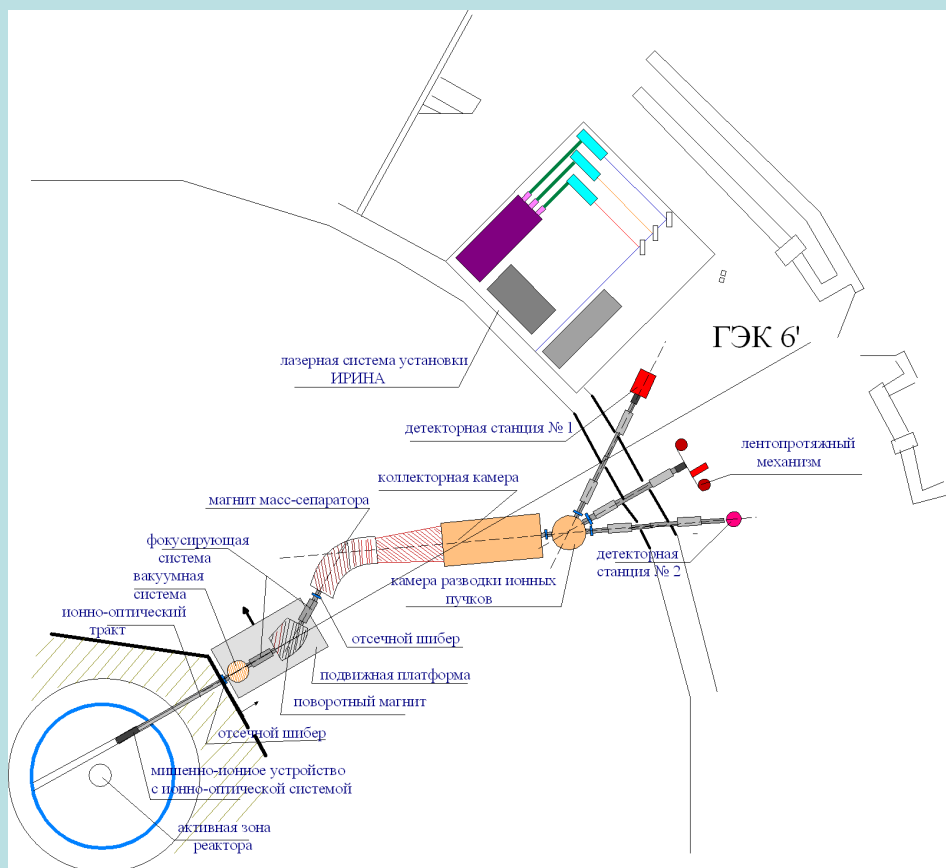 ГЭК 6'
лазерная система установки
ИРИНА
детекторная станция № 1
лентопротяжный
механизм
коллекторная камера
магнит масс-сепаратора
фокусирующая
система
вакуумная
система
ионно-оптический
тракт
детекторная
станция № 2
камера разводки ионных
пучков
отсечной шибер
подвижная платформа
поворотный магнит
отсечной шибер
мишенно-ионное устройство
с ионно-оптической системой
активная зона
реактора